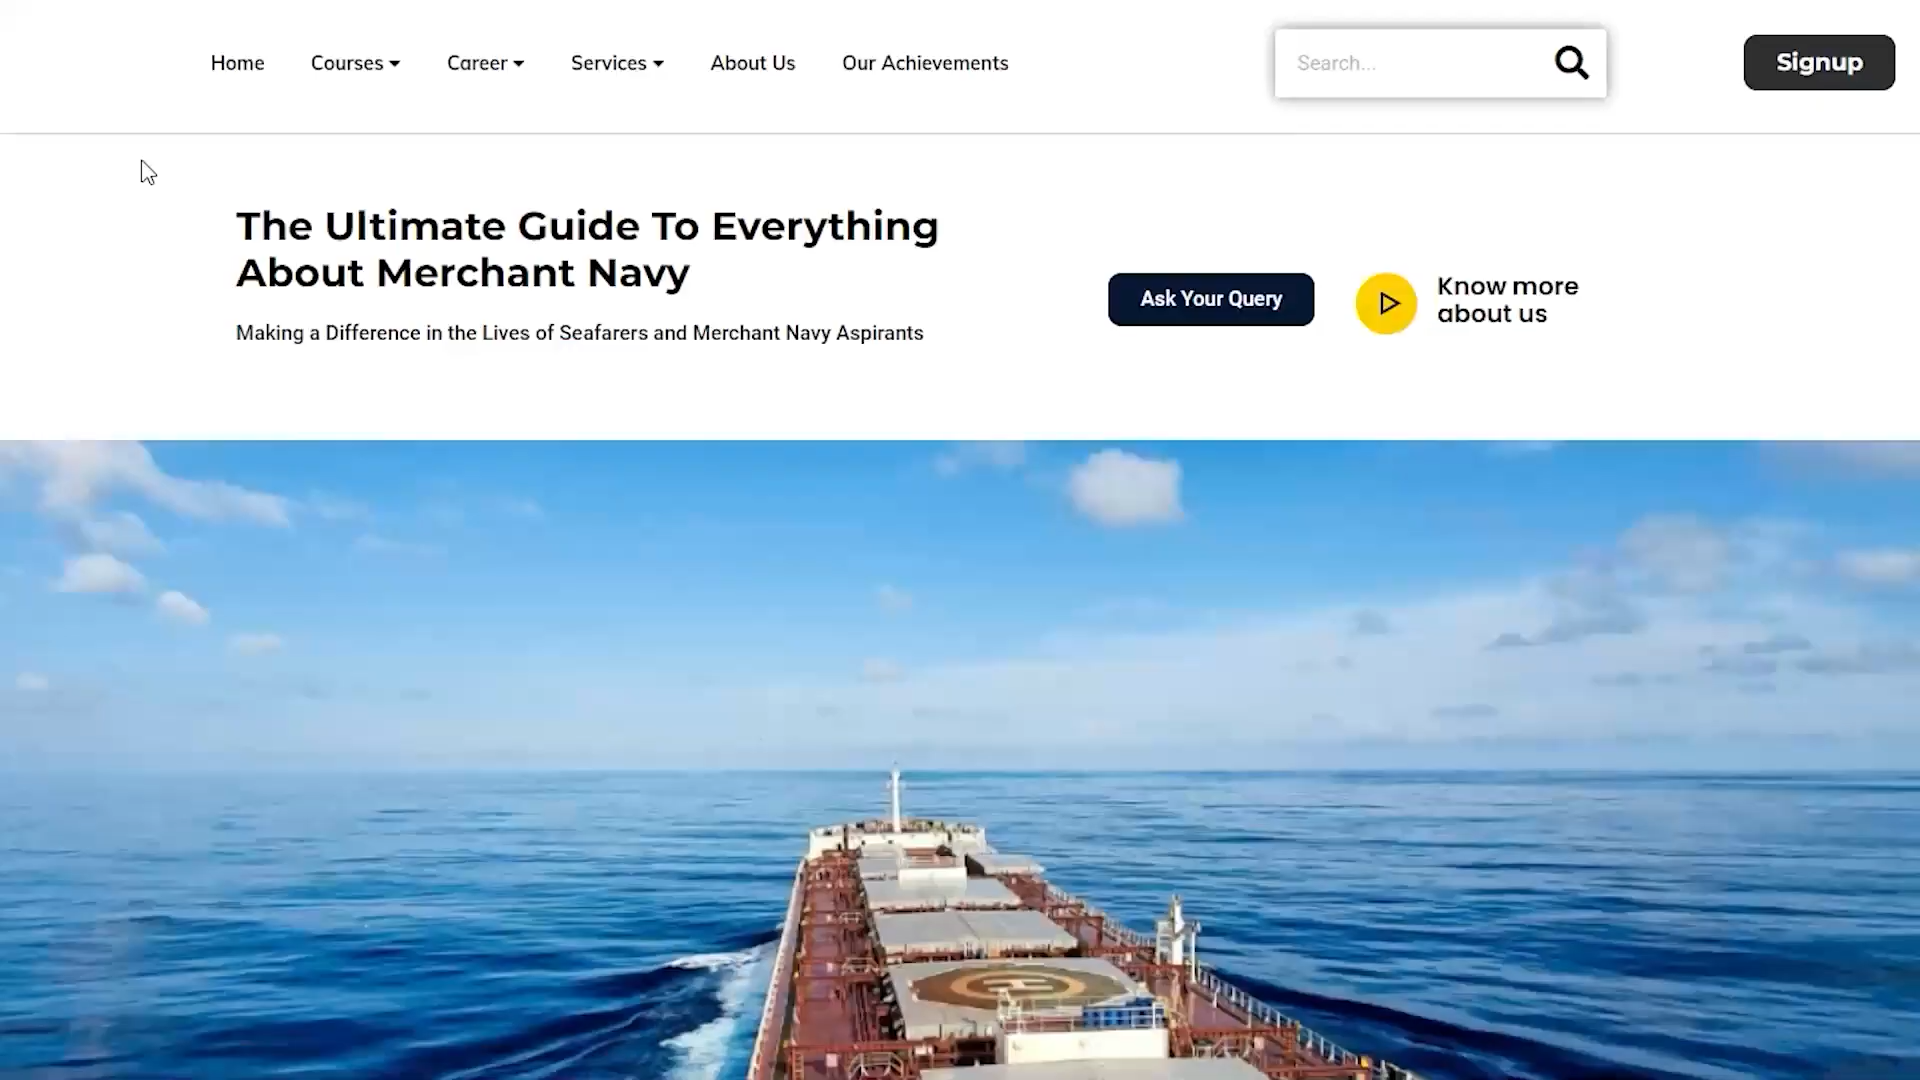 Home
Courses
Career
Services
About Us
Our Achievements
Search...
Signup
The Ultimate Guide To Everything
About Merchant Navy
Making a Difference in the Lives of Seafarers and Merchant Navy Aspirants
Ask Your Query
Know more
about us
H